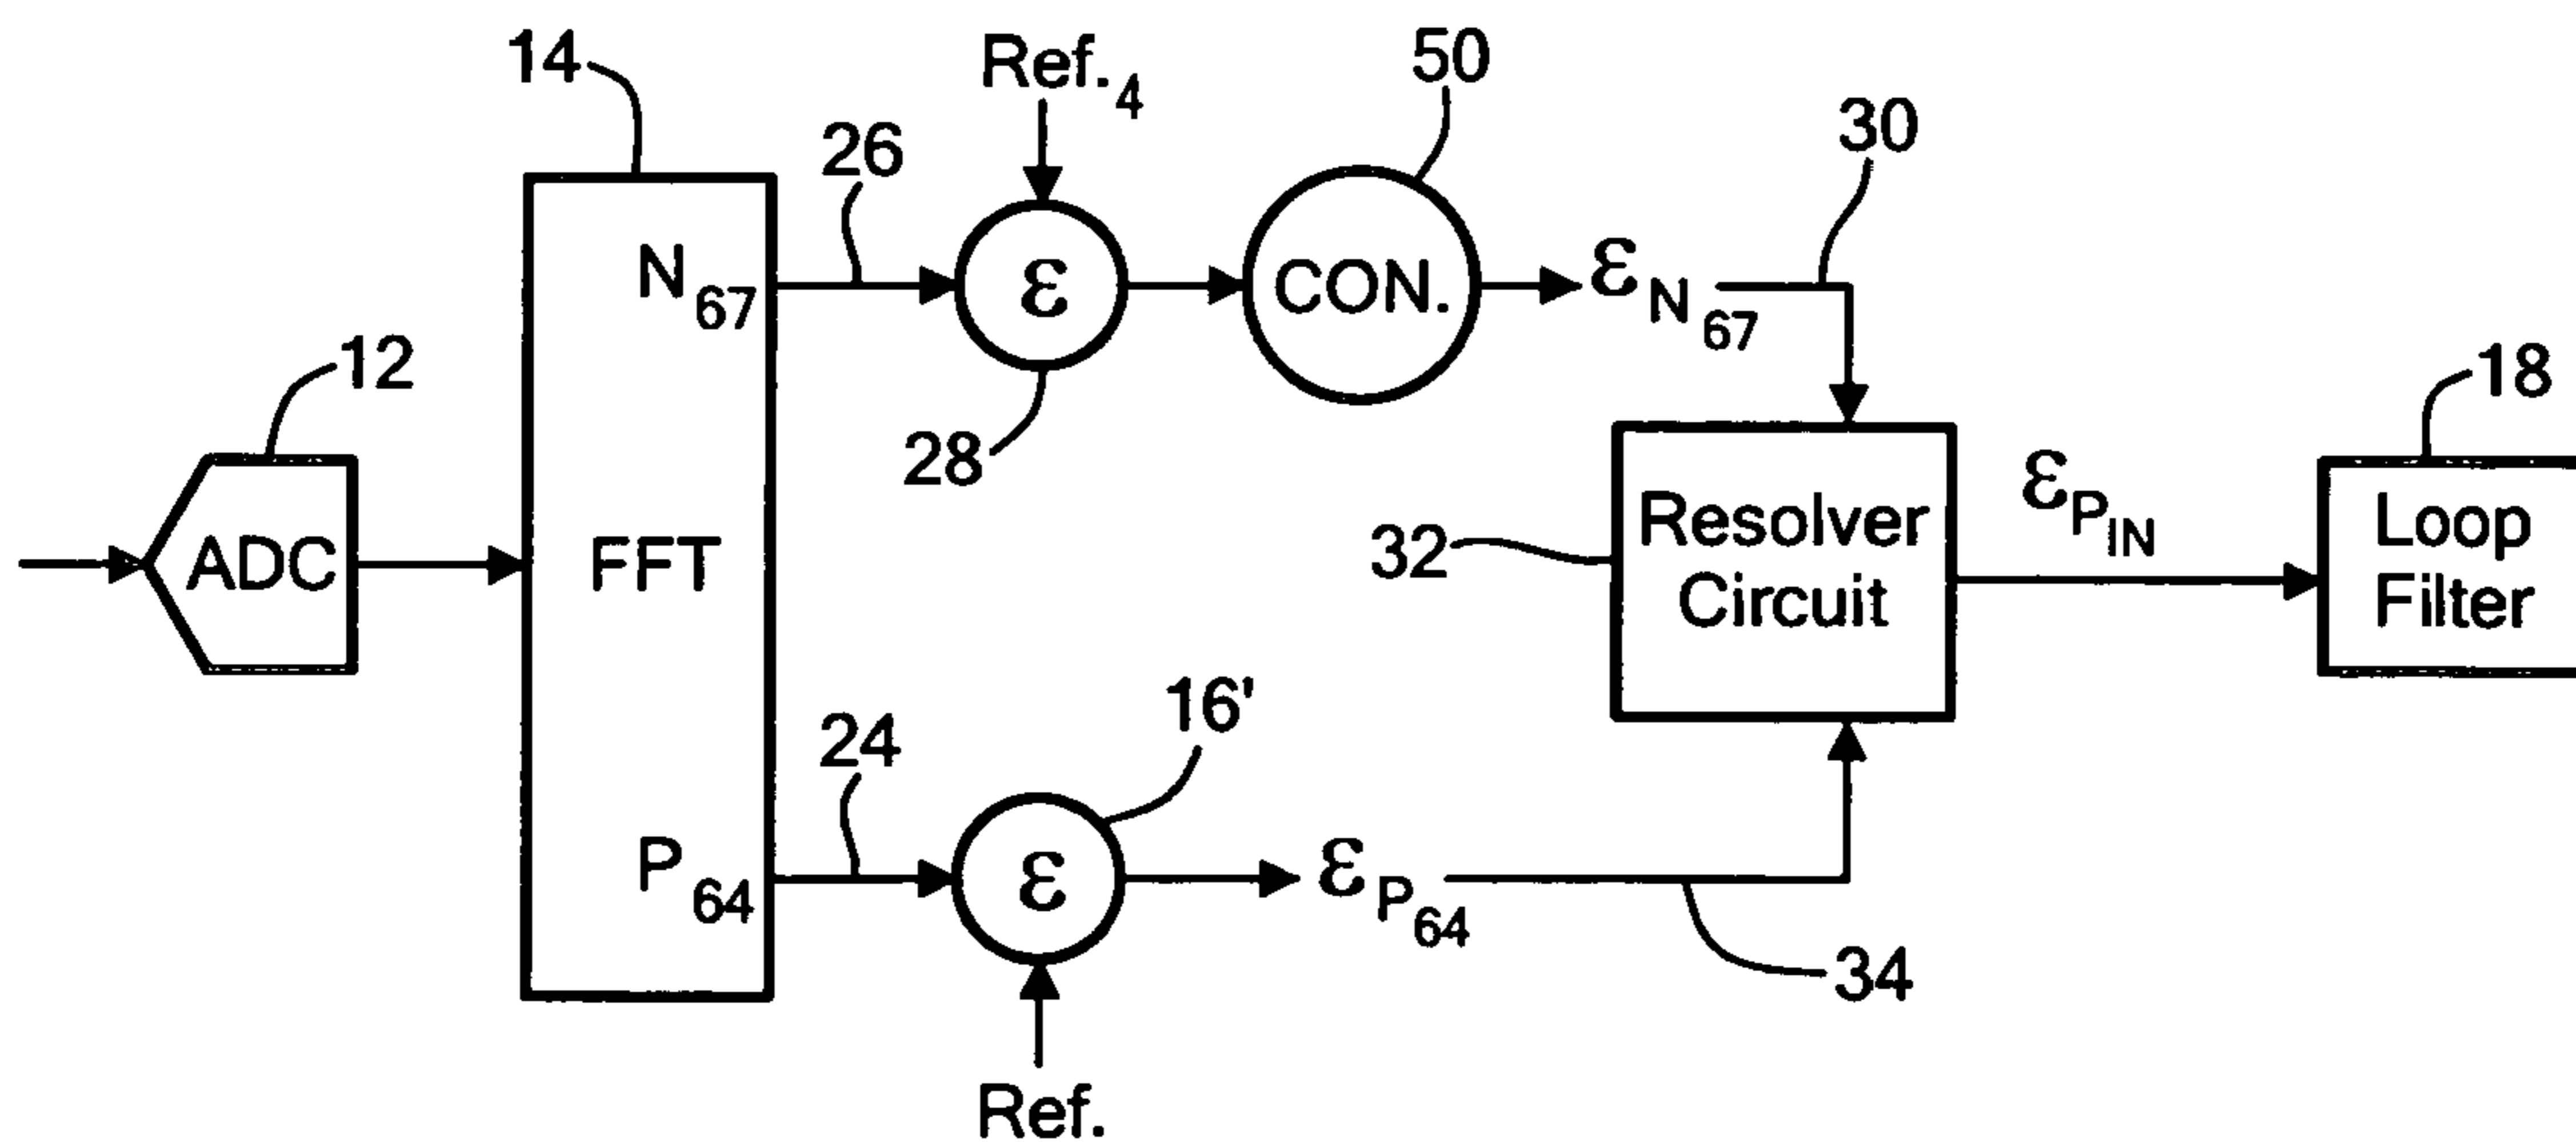 14
Ref.4
50
26
30
N67
ε
CON.
εN67
12
28
18
ADC
FFT
32
Resolver
Circuit
εPIN
Loop
Filter
16'
24
P64
ε
εP64
34
Ref.